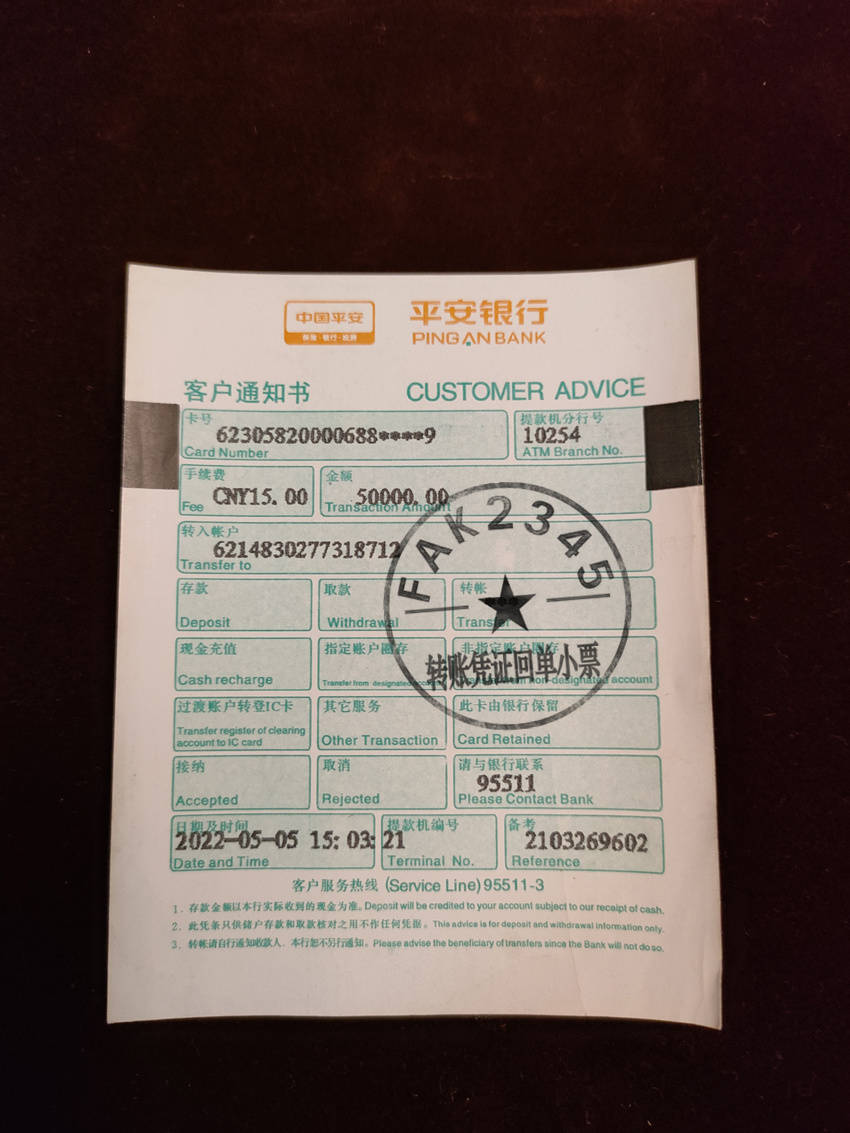 中国平安
保险·银行·投资
平安银行
PING AN BANK
客户通知书 CUSTOMER ADVICE
卡号 提款机分行号
62305820000688****9 10254
Card Number ATM Branch No.
手续费 金额
CNY15.00 50000.00
Fee Transaction Amount
转入帐户
6214830277318712
Transfer to
FAK2345
存款 取款 转帐
Deposit Withdrawal Transfer
现金充值 指定账户圈存 非指定账户圈存
转账凭证回单小票
Cash recharge Transfer from designated account Transfer from non-designated account
过渡账户转登IC卡 其它服务 此卡由银行保留
Transfer register of clearing
account to IC card Other Transaction Card Retained
接纳 取消 请与银行联系
95511
Accepted Rejected Please Contact Bank
日期及时间 提款机编号 备考
2022-05-05 15:03:21 2103269602
Date and Time Terminal No. Reference
客户服务热线 (Service Line) 95511-3
1．存款金额以本行实际收到的现金为准。Deposit will be credited to your account subject to our receipt of cash.
2．此凭条只供储户存款和取款核对之用不作任何凭据。This advice is for deposit and withdrawal information only.
3．转帐请自行通知收款人，本行恕不另行通知。Please advise the beneficiary of transfers since the Bank will not do so.